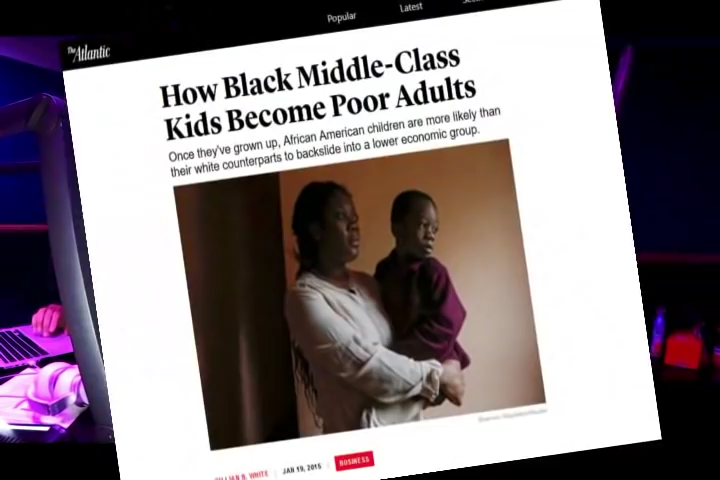 Popular
Latest
The Atlantic
How Black Middle-Class
Kids Become Poor Adults
Once they've grown up, African American children are more likely than
their white counterparts to backslide into a lower economic group.
JAN 19, 2015
BUSINESS